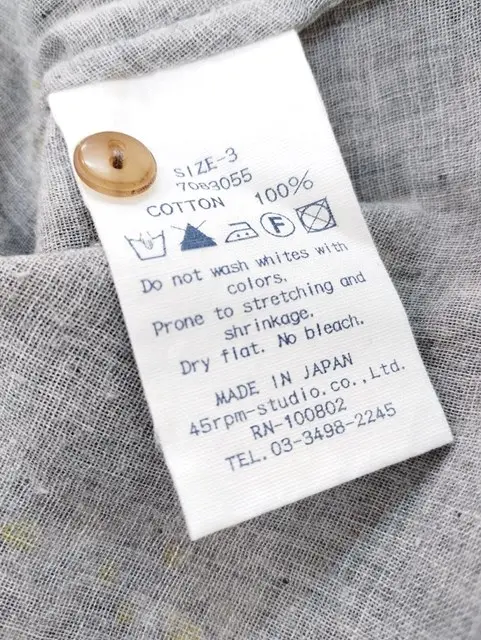 SIZE-3
7083055
COTTON 100%
F
Do not wash whites with
colors.
Prone to stretching and
shrinkage.
Dry flat. No bleach.
MADE IN JAPAN
45rpm-studio.co.,Ltd.
RN-100802
TEL.03-3498-2245